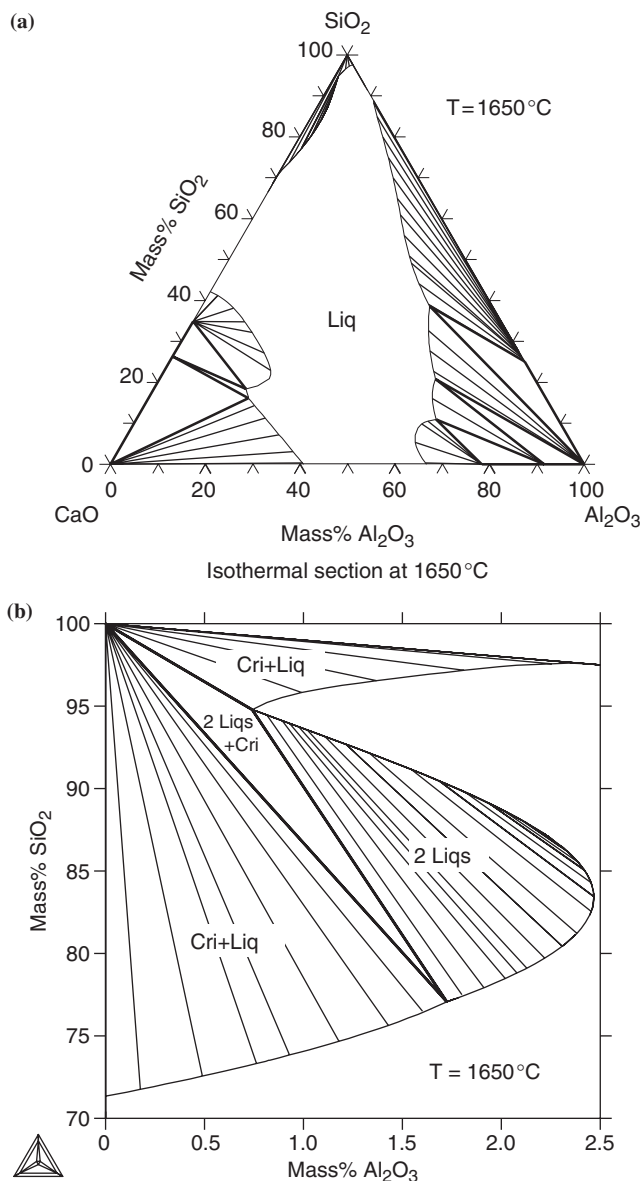 (a)
SiO₂
100
T = 1650°C
80
Mass% SiO₂
60
40
Liq
20
0
0 20 40 60 80 100
CaO
Al₂O₃
Mass% Al₂O₃
Isothermal section at 1650°C
(b)
100
Cri+Liq
95
2 Liqs
+Cri
90
Mass% SiO₂
85
2 Liqs
80
Cri+Liq
75
T = 1650°C
70
0 0.5 1.0 1.5 2.0 2.5
Mass% Al₂O₃